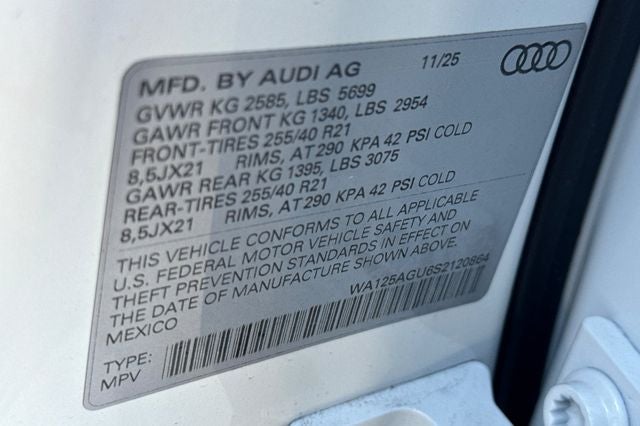 MFD. BY AUDI AG 11/25
GVWR KG 2585, LBS 5699
GAWR FRONT KG 1340, LBS 2954
FRONT-TIRES 255/40 R21
8,5JX21 RIMS, AT 290 KPA 42 PSI COLD
GAWR REAR KG 1395, LBS 3075
REAR-TIRES 255/40 R21
8,5JX21 RIMS, AT 290 KPA 42 PSI COLD
THIS VEHICLE CONFORMS TO ALL APPLICABLE
U.S. FEDERAL MOTOR VEHICLE SAFETY AND
THEFT PREVENTION STANDARDS IN EFFECT ON
THE DATE OF MANUFACTURE SHOWN ABOVE.
MEXICO WA125AGU6S2120864
TYPE:
MPV